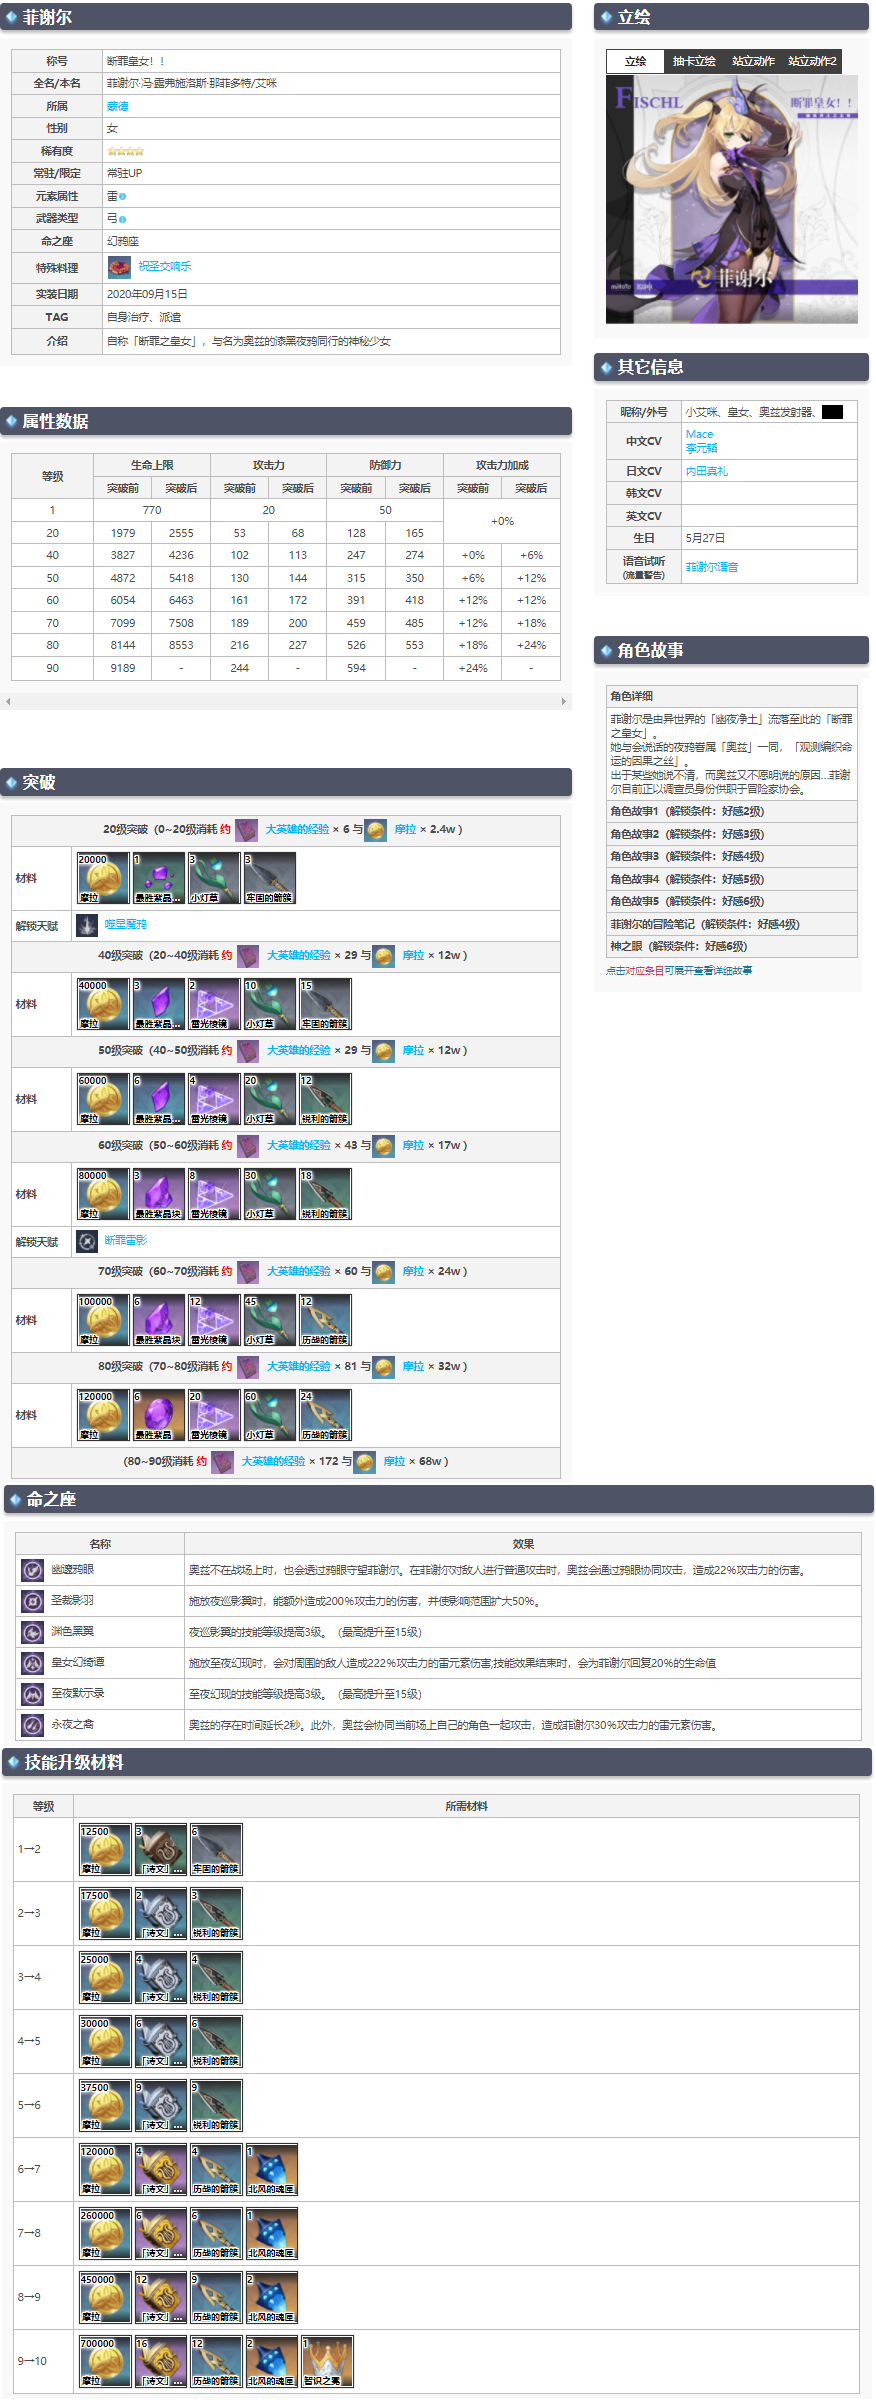 菲谢尔
称号 断罪皇女！！
全名/本名 菲谢尔·冯·露弗施洛斯·那菲多特/艾咪
所属 蒙德
性别 女
稀有度
常驻/限定 常驻UP
元素属性 雷
武器类型 弓
命之座 幻鸦座
特殊料理 祝圣交响乐
实装日期 2020年09月15日
TAG 自身治疗、派遣
介绍 自称「断罪之皇女」，与名为奥兹的漆黑夜鸦同行的神秘少女
立绘
立绘 抽卡立绘 站立动作 站立动作2
FISCHL 断罪皇女！！
菲谢尔
miHoYo 原神
其它信息
昵称/外号 小艾咪、皇女、奥兹发射器、
中文CV Mace
李元韬
日文CV 内田真礼
韩文CV
英文CV
生日 5月27日
语音试听 菲谢尔语音
(流量警告)
属性数据
等级 生命上限 攻击力 防御力 攻击力加成
突破前 突破后 突破前 突破后 突破前 突破后 突破前 突破后
1 770 20 50 +0%
20 1979 2555 53 68 128 165
40 3827 4236 102 113 247 274 +0% +6%
50 4872 5418 130 144 315 350 +6% +12%
60 6054 6463 161 172 391 418 +12% +12%
70 7099 7508 189 200 459 485 +12% +18%
80 8144 8553 216 227 526 553 +18% +24%
90 9189 - 244 - 594 - +24% -
角色故事
角色详细
菲谢尔是由异世界的「幽夜净土」流落至此的「断罪
之皇女」。
她与会说话的夜鸦眷属「奥兹」一同，「观测编织命
运的因果之丝」。
出于某些她说不清，而奥兹又不愿明说的原因…菲谢
尔目前正以调查员身份供职于冒险家协会。
角色故事1（解锁条件：好感2级）
角色故事2（解锁条件：好感3级）
角色故事3（解锁条件：好感4级）
角色故事4（解锁条件：好感5级）
角色故事5（解锁条件：好感6级）
菲谢尔的冒险笔记（解锁条件：好感4级）
神之眼（解锁条件：好感6级）
点击对应条目可展开查看详细故事
突破
20级突破（0~20级消耗 约 大英雄的经验 × 6 与 摩拉 × 2.4w ）
材料 20000 摩拉 1 最胜紫晶… 3 小灯草 3 牢固的箭簇
解锁天赋 噬星魔鸦
40级突破（20~40级消耗 约 大英雄的经验 × 29 与 摩拉 × 12w ）
材料 40000 摩拉 3 最胜紫晶… 2 雷光棱镜 10 小灯草 15 牢固的箭簇
50级突破（40~50级消耗 约 大英雄的经验 × 29 与 摩拉 × 12w ）
材料 60000 摩拉 6 最胜紫晶… 4 雷光棱镜 20 小灯草 12 锐利的箭簇
60级突破（50~60级消耗 约 大英雄的经验 × 43 与 摩拉 × 17w ）
材料 80000 摩拉 3 最胜紫晶块 8 雷光棱镜 30 小灯草 18 锐利的箭簇
解锁天赋 断罪雷影
70级突破（60~70级消耗 约 大英雄的经验 × 60 与 摩拉 × 24w ）
材料 100000 摩拉 6 最胜紫晶块 12 雷光棱镜 45 小灯草 12 历战的箭簇
80级突破（70~80级消耗 约 大英雄的经验 × 81 与 摩拉 × 32w ）
材料 120000 摩拉 6 最胜紫晶 20 雷光棱镜 60 小灯草 24 历战的箭簇
（80~90级消耗 约 大英雄的经验 × 172 与 摩拉 × 68w ）
命之座
名称 效果
幽邃鸦眼 奥兹不在战场上时，也会透过鸦眼守望菲谢尔。在菲谢尔对敌人进行普通攻击时，奥兹会通过鸦眼协同攻击，造成22%攻击力的伤害。
圣裁影羽 施放夜巡影翼时，能额外造成200%攻击力的伤害，并使影响范围扩大50%。
渊色黑翼 夜巡影翼的技能等级提高3级。（最高提升至15级）
皇女幻绮谭 施放至夜幻现时，会对周围的敌人造成222%攻击力的雷元素伤害;技能效果结束时，会为菲谢尔回复20%的生命值
至夜默示录 至夜幻现的技能等级提高3级。（最高提升至15级）
永夜之禽 奥兹的存在时间延长2秒。此外，奥兹会协同当前场上自己的角色一起攻击，造成菲谢尔30%攻击力的雷元素伤害。
技能升级材料
等级 所需材料
1→2 12500 摩拉 3 「诗文」… 6 牢固的箭簇
2→3 17500 摩拉 2 「诗文」… 3 锐利的箭簇
3→4 25000 摩拉 4 「诗文」… 4 锐利的箭簇
4→5 30000 摩拉 6 「诗文」… 6 锐利的箭簇
5→6 37500 摩拉 9 「诗文」… 9 锐利的箭簇
6→7 120000 摩拉 4 「诗文」… 4 历战的箭簇 1 北风的魂匣
7→8 260000 摩拉 6 「诗文」… 6 历战的箭簇 1 北风的魂匣
8→9 450000 摩拉 12 「诗文」… 9 历战的箭簇 2 北风的魂匣
9→10 700000 摩拉 16 「诗文」… 12 历战的箭簇 2 北风的魂匣 1 智识之冕